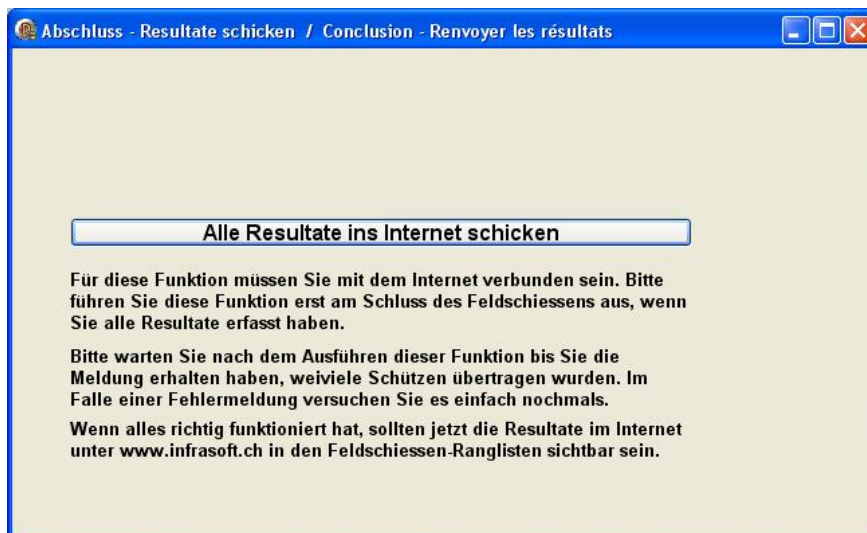 Abschluss - Resultate schicken / Conclusion - Renvoyer les résultats
Alle Resultate ins Internet schicken
Für diese Funktion müssen Sie mit dem Internet verbunden sein. Bitte
führen Sie diese Funktion erst am Schluss des Feldschiessens aus, wenn
Sie alle Resultate erfasst haben.
Bitte warten Sie nach dem Ausführen dieser Funktion bis Sie die
Meldung erhalten haben, weiviele Schützen übertragen wurden. Im
Falle einer Fehlermeldung versuchen Sie es einfach nochmals.
Wenn alles richtig funktioniert hat, sollten jetzt die Resultate im Internet
unter www.infrasoft.ch in den Feldschiessen-Ranglisten sichtbar sein.